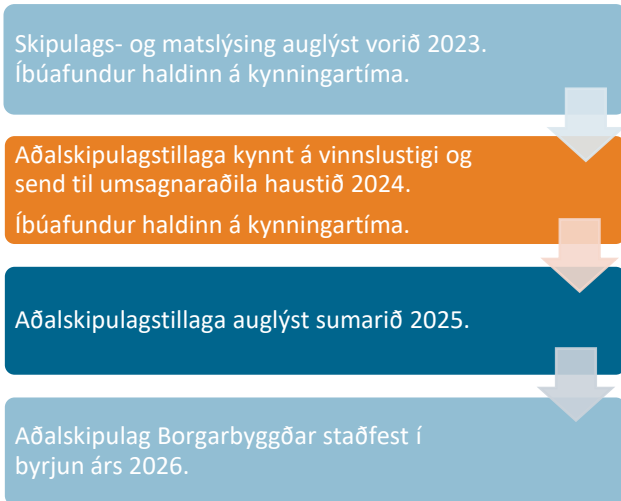 Skipulags- og matslýsing auglýst vorið 2023.
Íbúafundur haldinn á kynningartíma.
Aðalskipulagstillaga kynnt á vinnslustigi og
send til umsagnaraðila haustið 2024.
Íbúafundur haldinn á kynningartíma.
Aðalskipulagstillaga auglýst sumarið 2025.
Aðalskipulag Borgarbyggðar staðfest í
byrjun árs 2026.